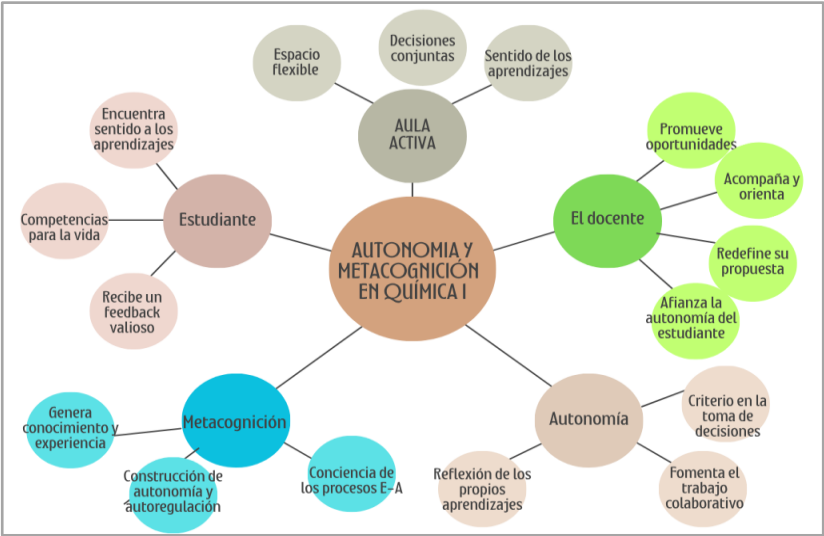 Espacio
flexible
Decisiones
conjuntas
Sentido de los
aprendizajes
AULA
ACTIVA
Encuentra
sentido a los
aprendizajes
Competencias
para la vida
Recibe un
feedback
valioso
Estudiante
AUTONOMIA Y
METACOGNICIÓN
EN QUÍMICA I
El docente
Promueve
oportunidades
Acompaña y
orienta
Redefine su
propuesta
Afianza la
autonomía del
estudiante
Metacognición
Genera
conocimiento y
experiencia
Construcción de
autonomía y
autoregulación
Conciencia de
los procesos E-A
Autonomía
Criterio en la
toma de
decisiones
Reflexión de los
propios
aprendizajes
Fomenta el
trabajo
colaborativo